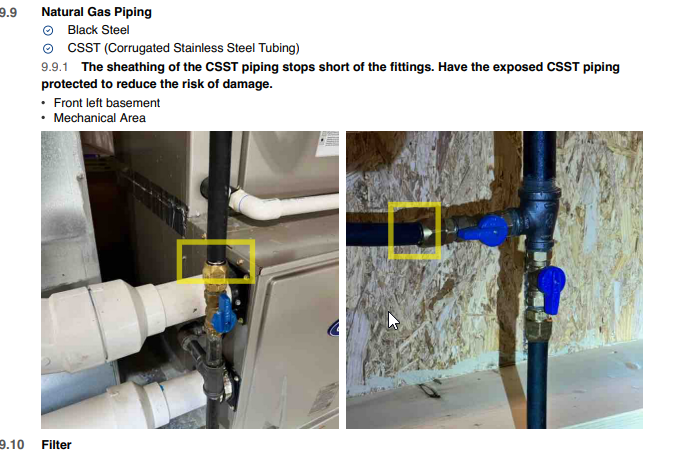 9.9 Natural Gas Piping
Black Steel
CSST (Corrugated Stainless Steel Tubing)
9.9.1 The sheathing of the CSST piping stops short of the fittings. Have the exposed CSST piping
protected to reduce the risk of damage.
• Front left basement
• Mechanical Area
9.10 Filter